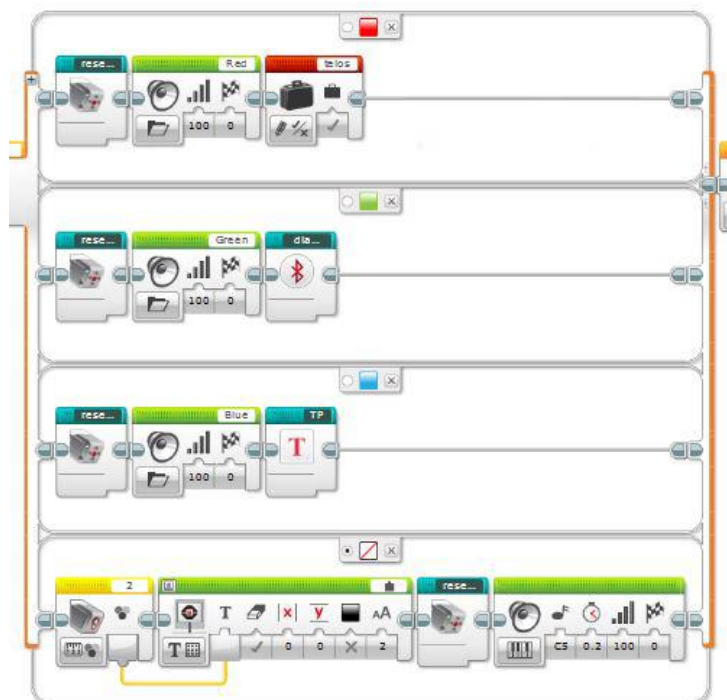 rese... Red telos
100 0
rese... Green dia...
100 0
rese... Blue TP
T
100 0
2 rese...
T x y AA
T 0 0 2 C5 0.2 100 0